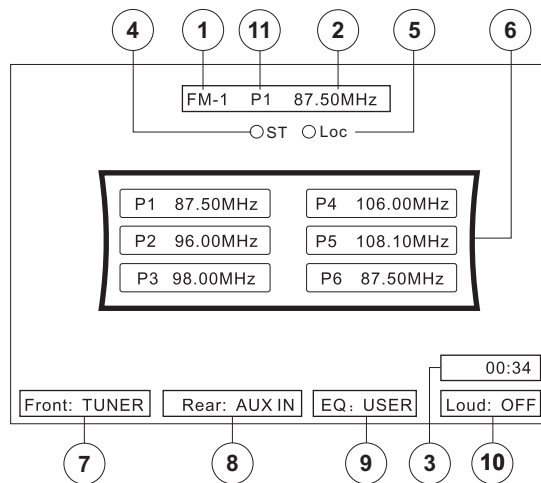 4 1 11 2 5 6
FM-1 P1 87.50MHz
ST Loc
P1 87.50MHz P4 106.00MHz
P2 96.00MHz P5 108.10MHz
P3 98.00MHz P6 87.50MHz
00:34
Front: TUNER Rear: AUX IN EQ: USER Loud: OFF
7 8 9 3 10